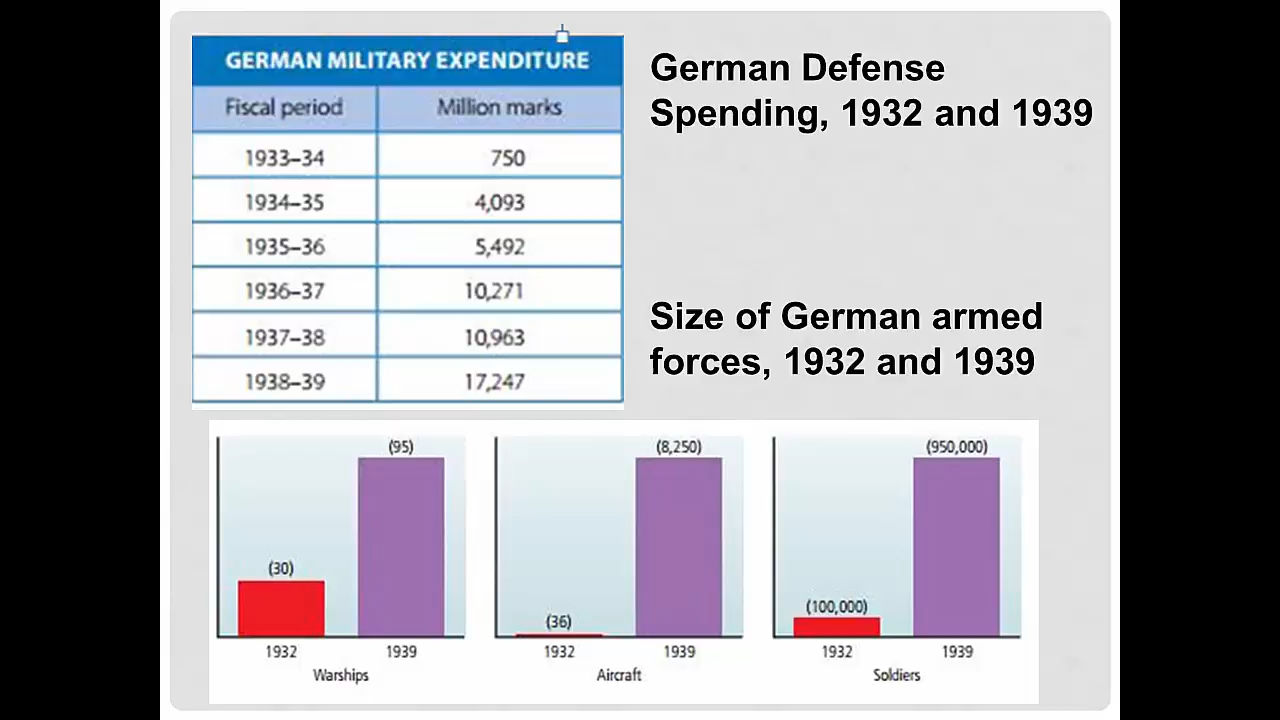 GERMAN MILITARY EXPENDITURE
Fiscal period Million marks
1933–34 750
1934–35 4,093
1935–36 5,492
1936–37 10,271
1937–38 10,963
1938–39 17,247
German Defense
Spending, 1932 and 1939
Size of German armed
forces, 1932 and 1939
(30) (95)
1932 1939
Warships
(36) (8,250)
1932 1939
Aircraft
(100,000) (950,000)
1932 1939
Soldiers